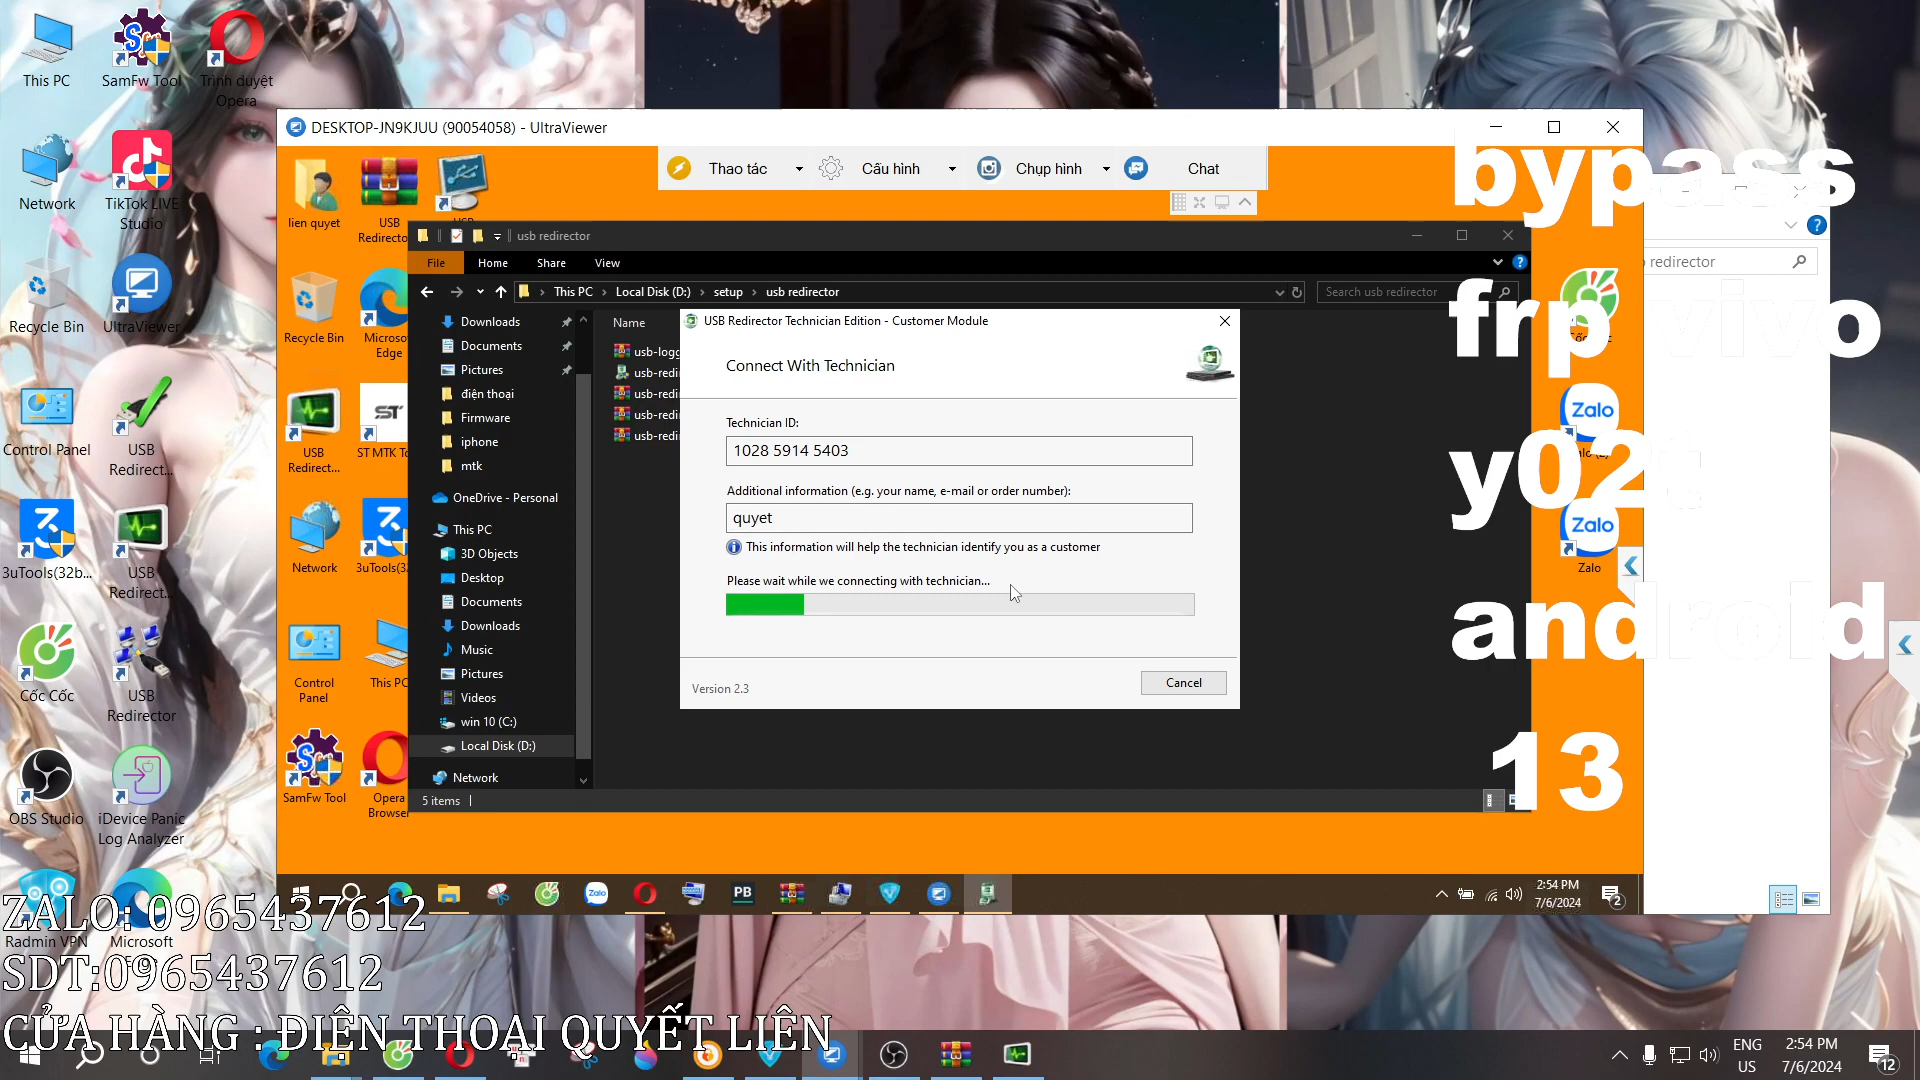 This PC
SamFw Tool
Trình duyệt
Opera
Network
TikTok LIVE
Studio
Recycle Bin
UltraViewer
Control Panel
USB
Redirect...
3uTools(32b...
USB
Redirect...
Cốc Cốc
USB
Redirector
OBS Studio
iDevice Panic
Log Analyzer
Radmin VPN
Microsoft
DESKTOP-JN9KJUU (90054058) - UltraViewer
Thao tác
Cấu hình
Chụp hình
Chat
lien quyet
USB
Redirector
Recycle Bin
Microsoft
Edge
USB
Redirect...
ST
ST MTK
Network
Control
Panel
This PC
SamFw Tool
Opera
Browser
usb redirector
File
Home
Share
View
This PC
Local Disk (D:)
setup
usb redirector
Search usb redirector
Downloads
Documents
Pictures
điện thoại
Firmware
iphone
mtk
OneDrive - Personal
This PC
3D Objects
Desktop
Documents
Downloads
Music
Pictures
Videos
win 10 (C:)
Local Disk (D:)
Network
Name
5 items
USB Redirector Technician Edition - Customer Module
Connect With Technician
Technician ID:
1028 5914 5403
Additional information (e.g. your name, e-mail or order number):
quyet
This information will help the technician identify you as a customer
Please wait while we connecting with technician...
Version 2.3
Cancel
redirector
Zalo
Zalo
Zalo
bypass
frp vivo
android
13
Zalo
PB
2:54 PM
7/6/2024
2
ZALO: 0965437612
SDT:0965437612
CỬA HÀNG : ĐIỆN THOẠI QUYẾT LIÊN
ENG
US
2:54 PM
7/6/2024
12